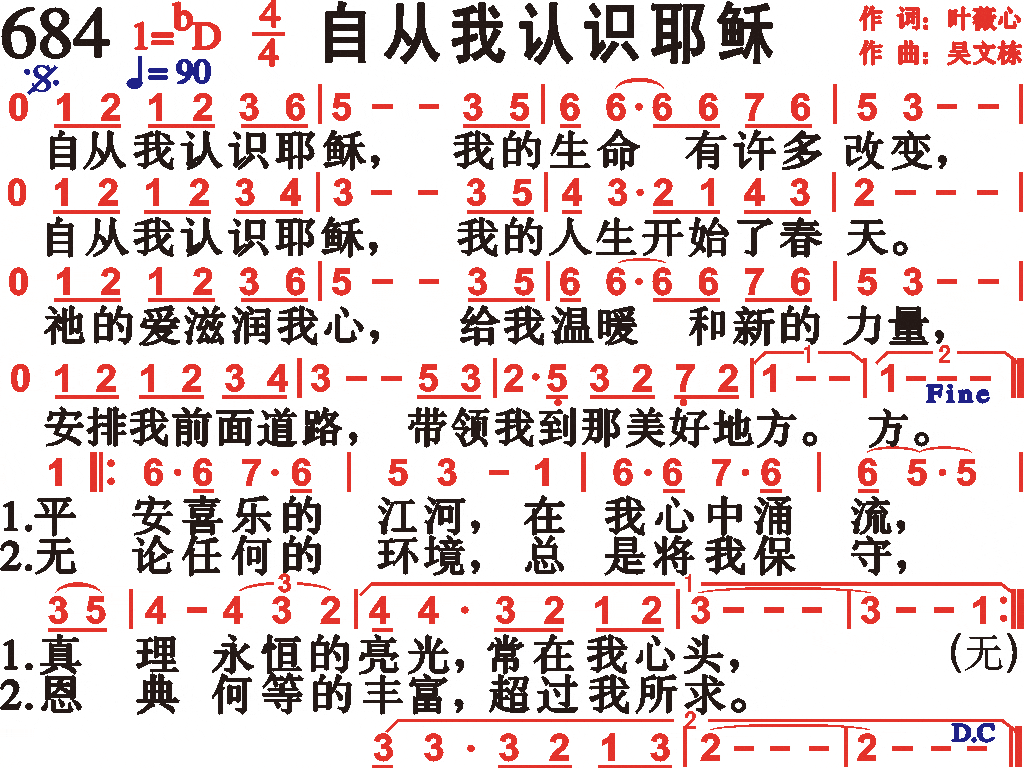 684 1=♭D 4/4 自从我认识耶稣 作 词：叶薇心
𝄋 ♩=90 作 曲：吴文栋
0 1 2 1 2 3 6 | 5 - - 3 5 | 6 6·6 6 7 6 | 5 3 - -
自从我认识耶稣， 我的生命 有许多 改变，
0 1 2 1 2 3 4 | 3 - - 3 5 | 4 3·2 1 4 3 | 2 - - -
自从我认识耶稣， 我的人生开始了春 天。
0 1 2 1 2 3 6 | 5 - - 3 5 | 6 6·6 6 7 6 | 5 3 - -
祂的爱滋润我心， 给我温暖 和新的 力量，
0 1 2 1 2 3 4 | 3 - - 5 3 | 2·5 3 2 7 2 | 1 1 - - | 2 1 - - - Fine
安排我前面道路， 带领我到那美好地方。 方。
1 ‖: 6·6 7·6 | 5 3 - 1 | 6·6 7·6 | 6 5·5
1.平 安喜乐的 江河，在 我心中涌 流，
2.无 论任何的 环境，总 是将我保 守，
3 5 | 4 - 4 3 3 2 | 1 4 4 · 3 2 1 2 | 3 - - - | 3 - - 1 :‖
1.真 理 永恒的亮光，常在我心头， (无)
2.恩 典 何等的丰富，超过我所求。
2 3 3 · 3 2 1 3 | 2 - - - | 2 - - - D.C